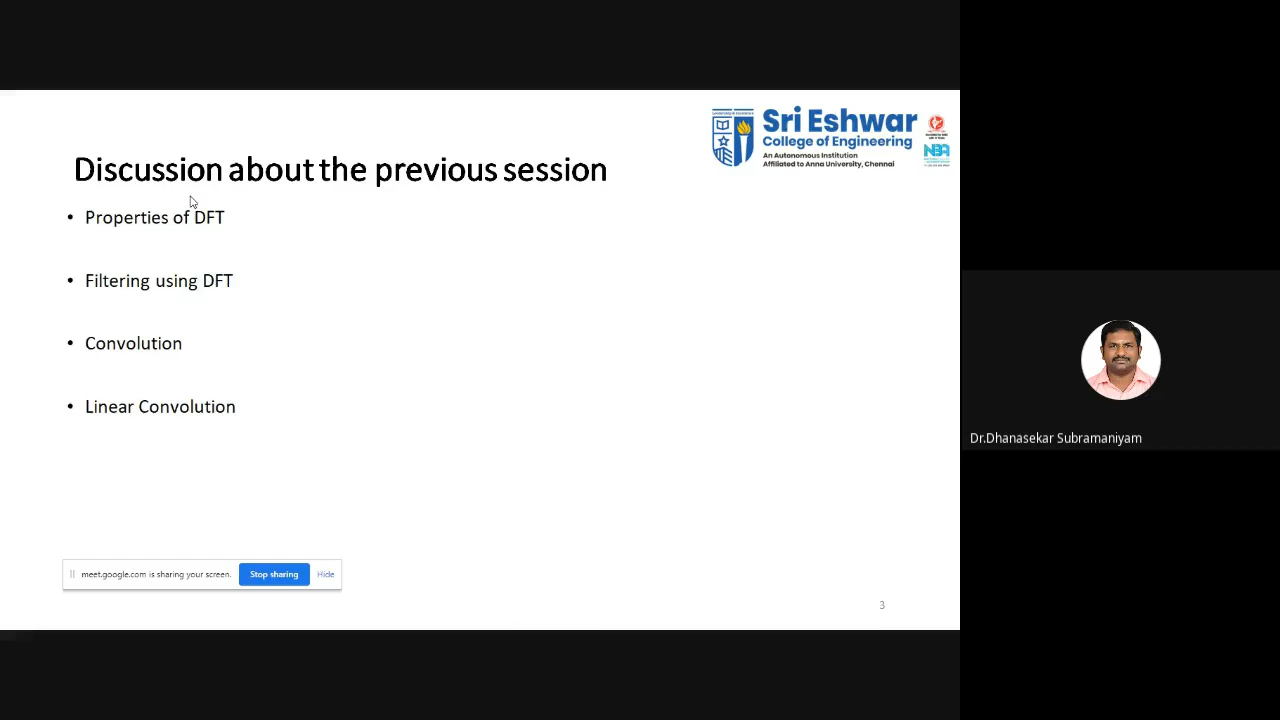 Sri Eshwar
College of Engineering
An Autonomous Institution
Affiliated to Anna University, Chennai
NBA
Discussion about the previous session
• Properties of DFT
• Filtering using DFT
• Convolution
• Linear Convolution
Dr.Dhanasekar Subramaniyam
meet.google.com is sharing your screen. Stop sharing Hide
3